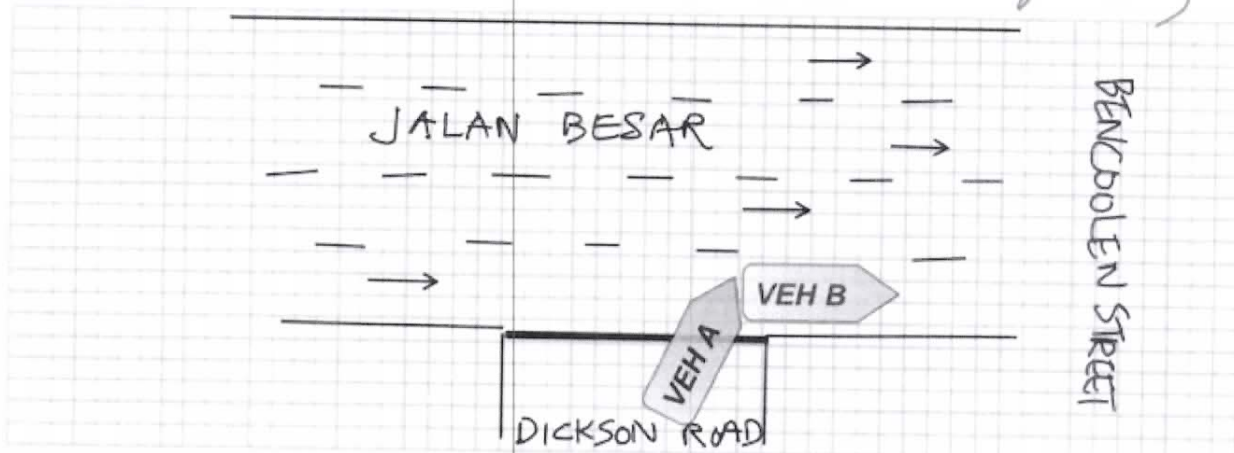 JALAN BESAR
BENCOOLEN STREET
VEH B
VEH A
DICKSON ROAD